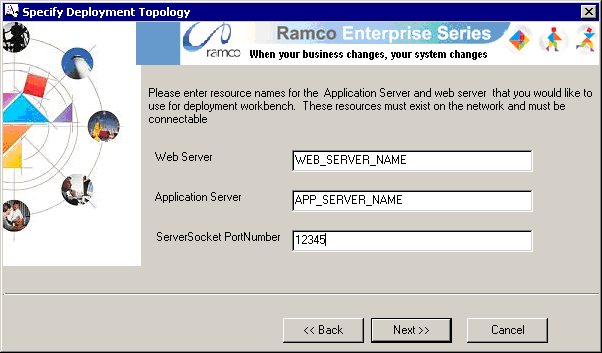 Specify Deployment Topology
ramco
Ramco Enterprise Series
When your business changes, your system changes
Please enter resource names for the Application Server and web server that you would like to
use for deployment workbench. These resources must exist on the network and must be
connectable
Web Server
WEB_SERVER_NAME
Application Server
APP_SERVER_NAME
ServerSocket PortNumber
12345
<< Back
Next >>
Cancel